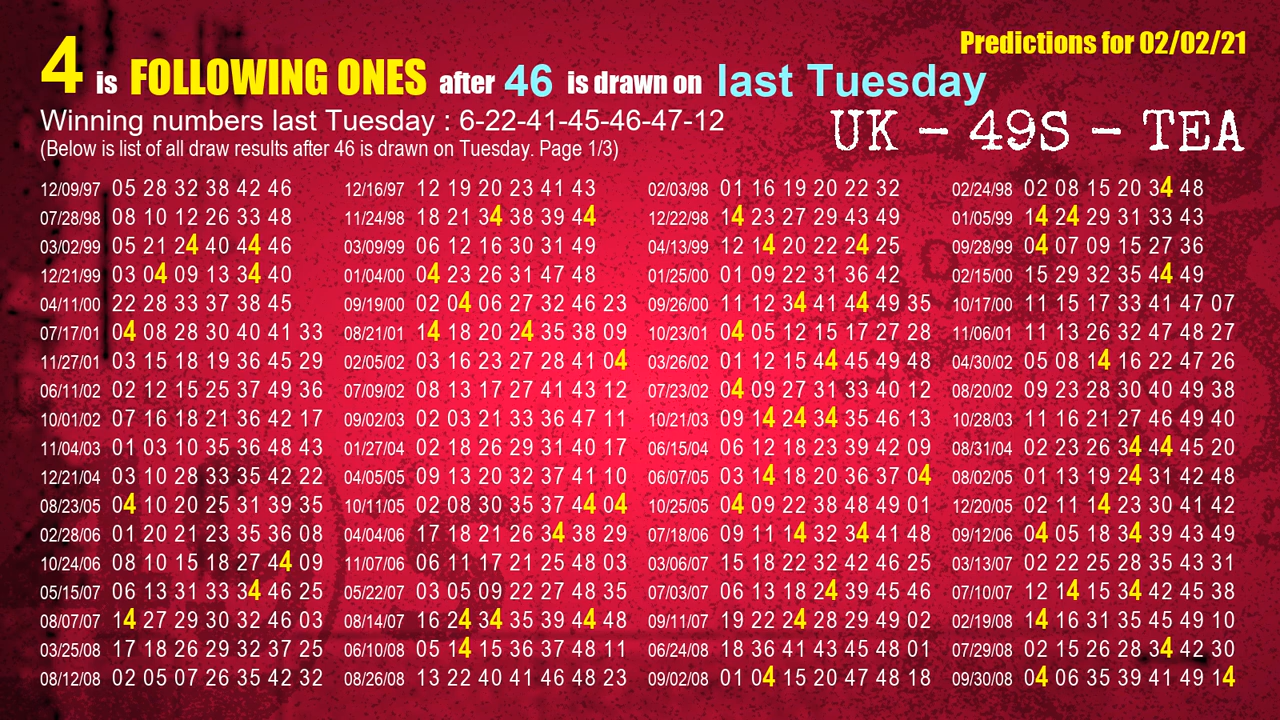 Predictions for 02/02/21
4 is FOLLOWING ONES after 46 is drawn on last Tuesday
Winning numbers last Tuesday : 6-22-41-45-46-47-12
UK - 49S - TEA
(Below is list of all draw results after 46 is drawn on Tuesday. Page 1/3)
12/09/97 05 28 32 38 42 46 12/16/97 12 19 20 23 41 43 02/03/98 01 16 19 20 22 32 02/24/98 02 08 15 20 34 48
07/28/98 08 10 12 26 33 48 11/24/98 18 21 34 38 39 44 12/22/98 14 23 27 29 43 49 01/05/99 14 24 29 31 33 43
03/02/99 05 21 24 40 44 46 03/09/99 06 12 16 30 31 49 04/13/99 12 14 20 22 24 25 09/28/99 04 07 09 15 27 36
12/21/99 03 04 09 13 34 40 01/04/00 04 23 26 31 47 48 01/25/00 01 09 22 31 36 42 02/15/00 15 29 32 35 44 49
04/11/00 22 28 33 37 38 45 09/19/00 02 04 06 27 32 46 23 09/26/00 11 12 34 41 44 49 35 10/17/00 11 15 17 33 41 47 07
07/17/01 04 08 28 30 40 41 33 08/21/01 14 18 20 24 35 38 09 10/23/01 04 05 12 15 17 27 28 11/06/01 11 13 26 32 47 48 27
11/27/01 03 15 18 19 36 45 29 02/05/02 03 16 23 27 28 41 04 03/26/02 01 12 15 44 45 49 48 04/30/02 05 08 14 16 22 47 26
06/11/02 02 12 15 25 37 49 36 07/09/02 08 13 17 27 41 43 12 07/23/02 04 09 27 31 33 40 12 08/20/02 09 23 28 30 40 49 38
10/01/02 07 16 18 21 36 42 17 09/02/03 02 03 21 33 36 47 11 10/21/03 09 14 24 34 35 46 13 10/28/03 11 16 21 27 46 49 40
11/04/03 01 03 10 35 36 48 43 01/27/04 02 18 26 29 31 40 17 06/15/04 12 16 23 34 39 42 09 08/31/04 02 23 26 34 44 45 20
12/21/04 03 10 28 33 35 42 22 04/05/05 09 13 20 32 37 41 10 06/07/05 03 14 18 20 36 37 04 08/02/05 01 13 19 24 31 42 48
08/23/05 04 10 20 25 31 39 35 10/11/05 02 08 30 35 37 44 04 10/25/05 04 09 22 38 48 49 01 12/20/05 02 11 14 23 30 41 42
02/28/06 01 20 21 23 35 36 08 04/04/06 17 18 21 26 34 38 29 07/18/06 09 11 14 32 34 41 48 09/12/06 04 05 18 34 39 43 49
10/24/06 08 10 15 18 27 44 09 11/07/06 06 11 17 21 25 48 03 03/06/07 15 18 22 32 42 46 25 03/13/07 02 22 25 28 35 43 31
05/15/07 06 13 31 33 34 46 25 05/22/07 03 05 09 22 27 48 35 07/03/07 06 13 18 24 39 45 46 07/10/07 12 14 15 34 42 45 38
08/07/07 14 27 29 30 32 46 03 08/14/07 16 24 34 35 39 44 48 09/11/07 19 22 24 28 29 49 02 02/19/08 14 16 31 35 45 49 10
03/25/08 17 18 26 29 32 37 25 06/10/08 05 14 15 36 37 48 11 06/24/08 18 36 41 43 45 48 01 07/29/08 02 15 26 28 34 42 30
08/12/08 02 05 07 26 35 42 32 08/26/08 13 22 40 41 46 48 23 09/02/08 01 04 15 20 47 48 18 09/30/08 04 06 35 39 41 49 14